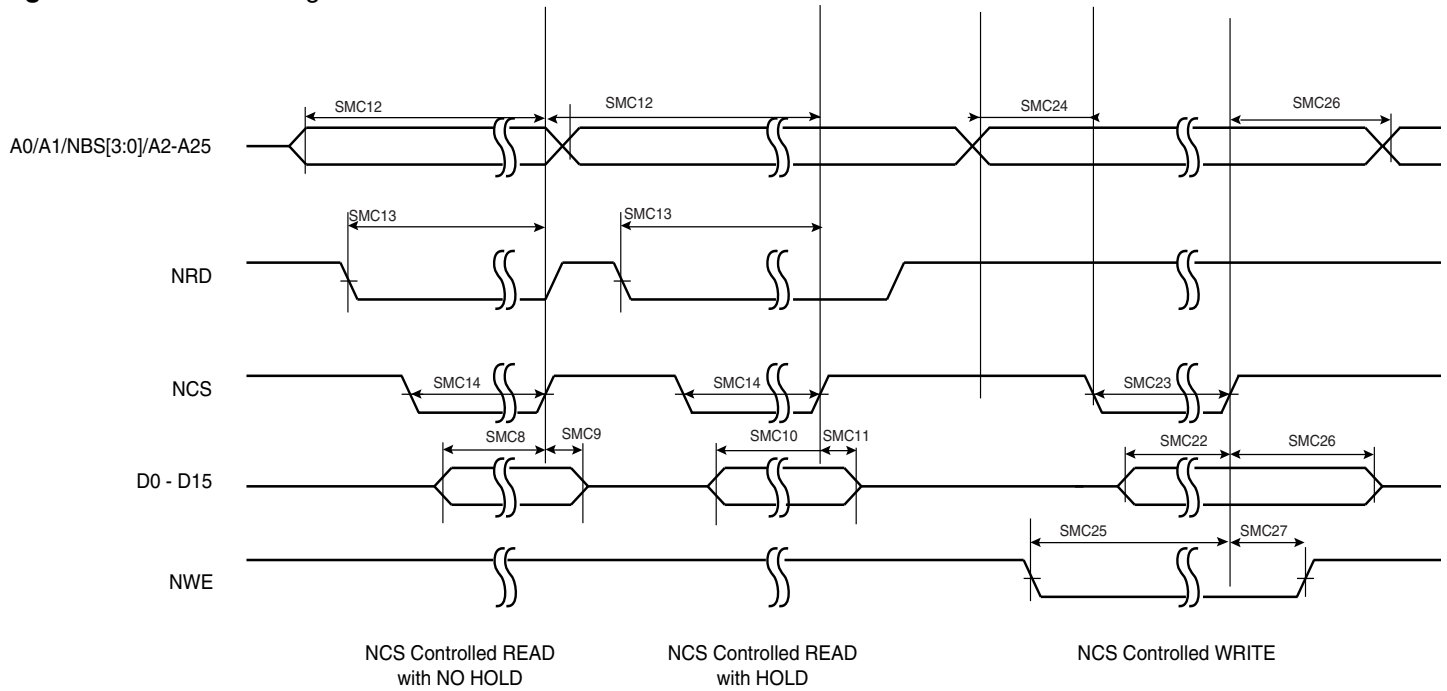 SMC12
SMC12
SMC24
SMC26
A0/A1/NBS[3:0]/A2-A25
SMC13
SMC13
NRD
NCS
SMC14
SMC14
SMC23
SMC8
SMC9
SMC10
SMC11
SMC22
SMC26
D0 - D15
SMC25
SMC27
NWE
NCS Controlled READ
with NO HOLD
NCS Controlled READ
with HOLD
NCS Controlled WRITE